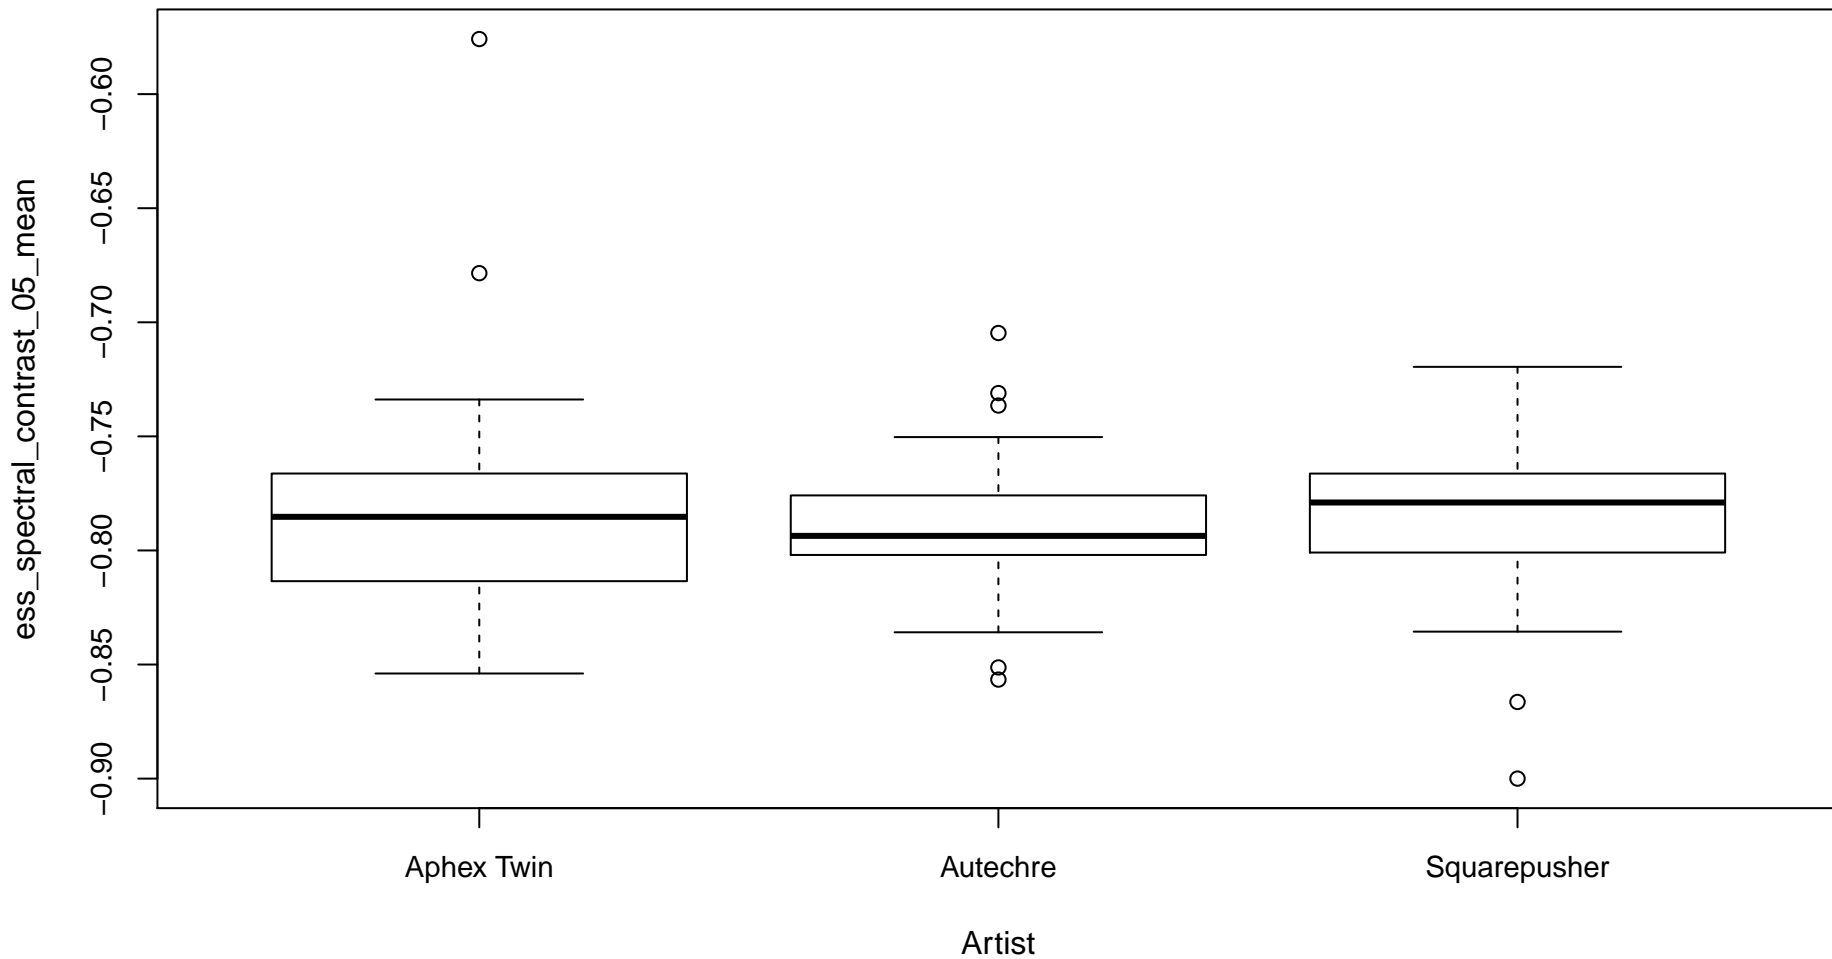 ess_spectral_contrast_05_mean
−0.60
−0.65
−0.70
−0.75
−0.80
−0.85
−0.90
Aphex Twin
Autechre
Squarepusher
Artist